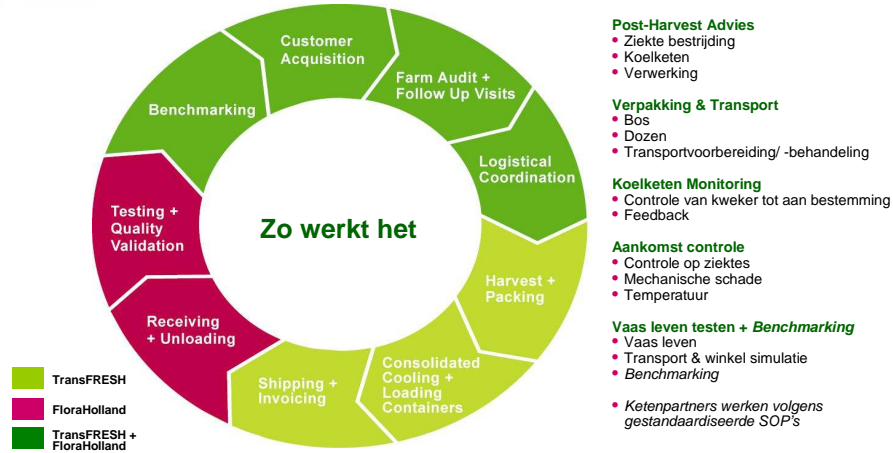 Customer
Acquisition
Farm Audit +
Follow Up Visits
Logistical
Coordination
Harvest +
Packing
Consolidated
Cooling +
Loading
Containers
Shipping +
Invoicing
Receiving
+ Unloading
Testing +
Quality
Validation
Benchmarking
Zo werkt het
TransFRESH
FloraHolland
TransFRESH +
FloraHolland
Post-Harvest Advies
• Ziekte bestrijding
• Koelketen
• Verwerking
Verpakking & Transport
• Bos
• Dozen
• Transportvoorbereiding/ -behandeling
Koelketen Monitoring
• Controle van kweker tot aan bestemming
• Feedback
Aankomst controle
• Controle op ziektes
• Mechanische schade
• Temperatuur
Vaas leven testen + Benchmarking
• Vaas leven
• Transport & winkel simulatie
• Benchmarking
• Ketenpartners werken volgens
gestandaardiseerde SOP's